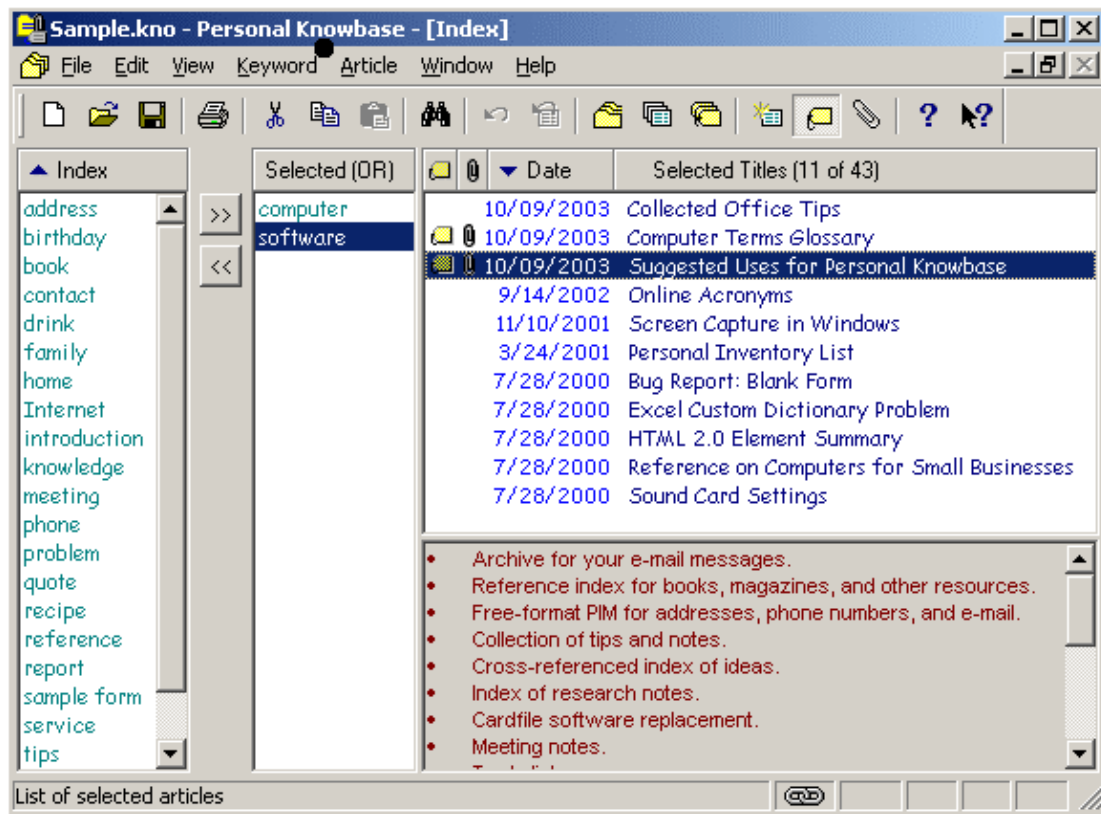 Sample.kno - Personal Knowbase - [Index]
File Edit View Keyword Article Window Help
Index
Selected (OR)
Date
Selected Titles (11 of 43)
address
birthday
book
contact
drink
family
home
Internet
introduction
knowledge
meeting
phone
problem
quote
recipe
reference
report
sample form
service
tips
>>
<<
computer
software
10/09/2003 Collected Office Tips
10/09/2003 Computer Terms Glossary
10/09/2003 Suggested Uses for Personal Knowbase
9/14/2002 Online Acronyms
11/10/2001 Screen Capture in Windows
3/24/2001 Personal Inventory List
7/28/2000 Bug Report: Blank Form
7/28/2000 Excel Custom Dictionary Problem
7/28/2000 HTML 2.0 Element Summary
7/28/2000 Reference on Computers for Small Businesses
7/28/2000 Sound Card Settings
• Archive for your e-mail messages.
• Reference index for books, magazines, and other resources.
• Free-format PIM for addresses, phone numbers, and e-mail.
• Collection of tips and notes.
• Cross-referenced index of ideas.
• Index of research notes.
• Cardfile software replacement.
• Meeting notes.
List of selected articles